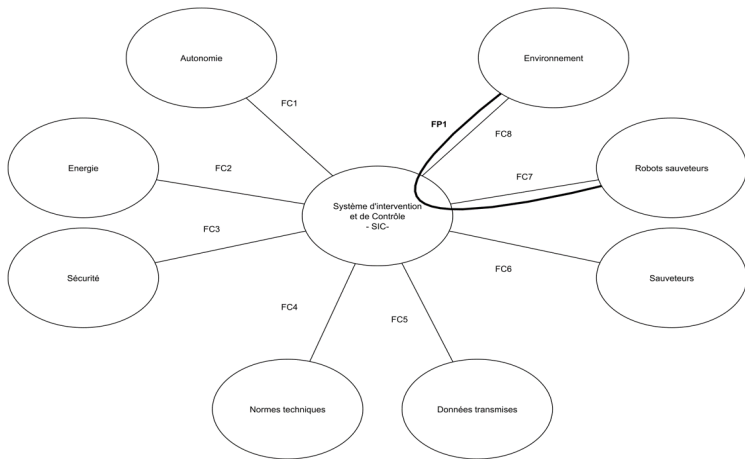 Autonomie
Environnement
FC1
FP1
FC8
Energie
FC2
FC7
Robots sauveteurs
Système d'intervention
et de Contrôle
- SIC-
FC3
Sécurité
FC6
Sauveteurs
FC4
FC5
Normes techniques
Données transmises